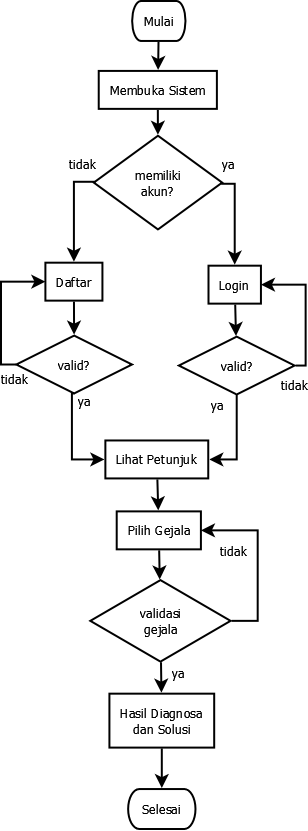 Mulai
Membuka Sistem
memiliki
akun?
tidak
ya
Daftar
Login
valid?
tidak
valid?
tidak
ya
ya
Lihat Petunjuk
Pilih Gejala
tidak
validasi
gejala
ya
Hasil Diagnosa
dan Solusi
Selesai